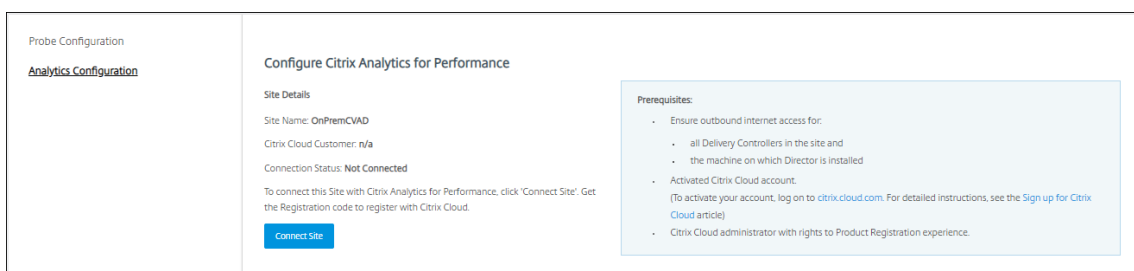 Probe Configuration
Analytics Configuration
Configure Citrix Analytics for Performance
Site Details
Site Name: OnPremCVAD
Citrix Cloud Customer: n/a
Connection Status: Not Connected
To connect this Site with Citrix Analytics for Performance, click 'Connect Site'. Get
the Registration code to register with Citrix Cloud.
Connect Site
Prerequisites:
• Ensure outbound internet access for:
• all Delivery Controllers in the site and
• the machine on which Director is installed
• Activated Citrix Cloud account.
(To activate your account, log on to citrix.cloud.com. For detailed instructions, see the Sign up for Citrix
Cloud article)
• Citrix Cloud administrator with rights to Product Registration experience.